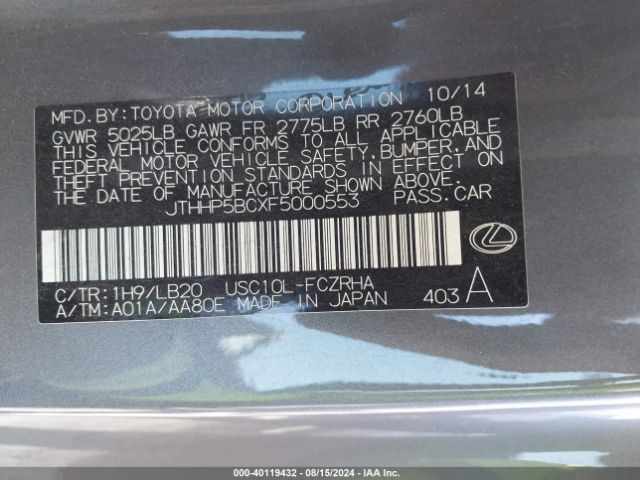 MFD.BY:TOYOTA MOTOR CORPORATION 10/14
GVWR 5025LB GAWR FR 2775LB RR 2760LB
THIS VEHICLE CONFORMS TO ALL APPLICABLE
FEDERAL MOTOR VEHICLE SAFETY,BUMPER,AND
THEFT PREVENTION STANDARDS IN EFFECT ON
THE DATE OF MANUFACTURE SHOWN ABOVE.
JTHHP5BCXF5000553 PASS.CAR
C/TR:1H9/LB20 USC10L-FCZRHA
A/TM:A01A/AA80E MADE IN JAPAN 403 A
000-40119432 - 08/15/2024 - IAA Inc.